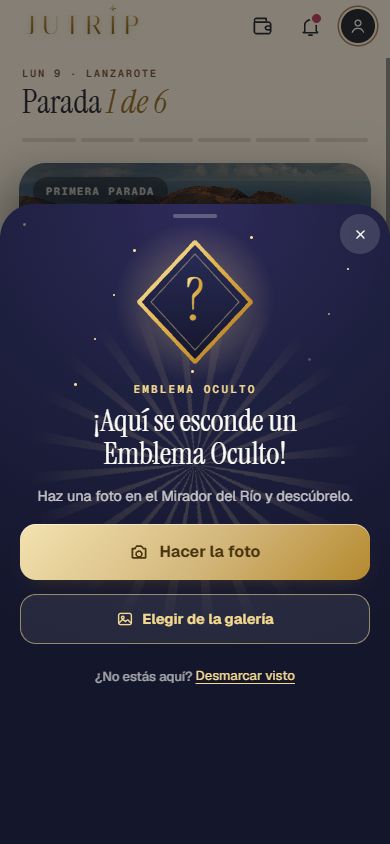 JUTRIP
LUN 9 · LANZAROTE
Parada 1 de 6
PRIMERA PARADA
?
EMBLEMA OCULTO
¡Aquí se esconde un
Emblema Oculto!
Haz una foto en el Mirador del Río y descúbrelo.
Hacer la foto
Elegir de la galería
¿No estás aquí? Desmarcar visto